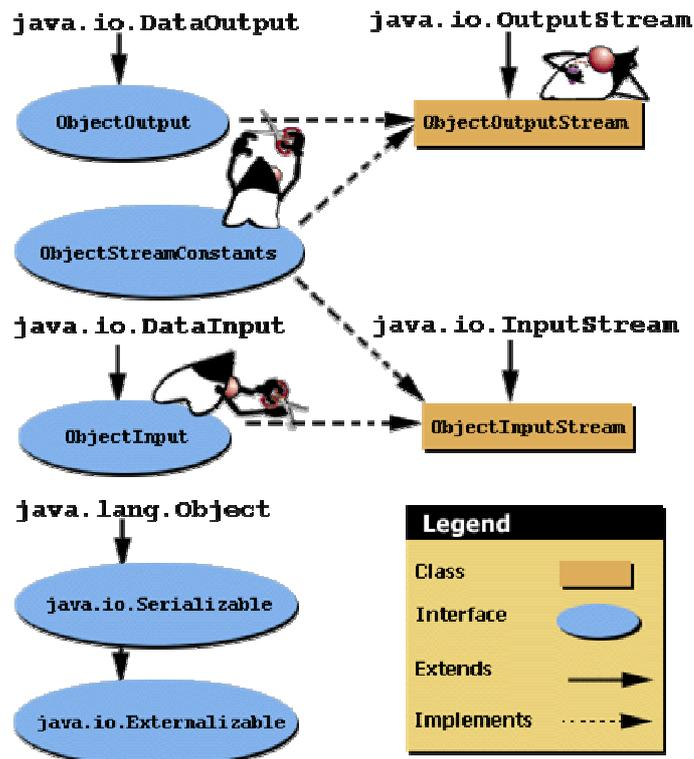 java.io.DataOutput
java.io.OutputStream
ObjectOutput
ObjectOutputStream
ObjectStreamConstants
java.io.DataInput
java.io.InputStream
ObjectInput
ObjectInputStream
java.lang.Object
java.io.Serializable
java.io.Externalizable
Legend
Class
Interface
Extends
Implements